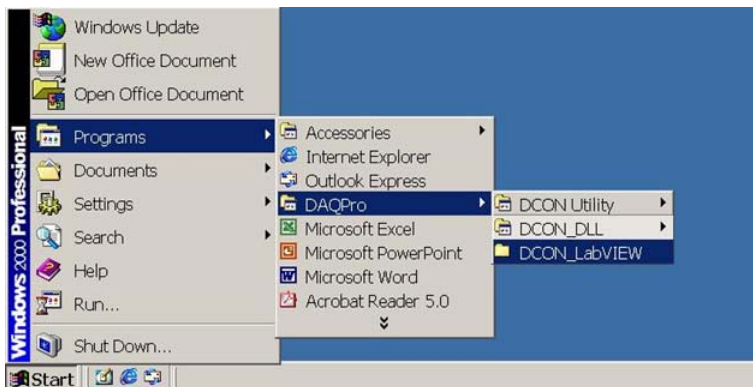 Windows Update
New Office Document
Open Office Document
Programs
Documents
Settings
Search
Help
Run...
Shut Down...
Windows 2000 Professional
Accessories
Internet Explorer
Outlook Express
DAQPro
Microsoft Excel
Microsoft PowerPoint
Microsoft Word
Acrobat Reader 5.0
DCON Utility
DCON_DLL
DCON_LabVIEW
Start